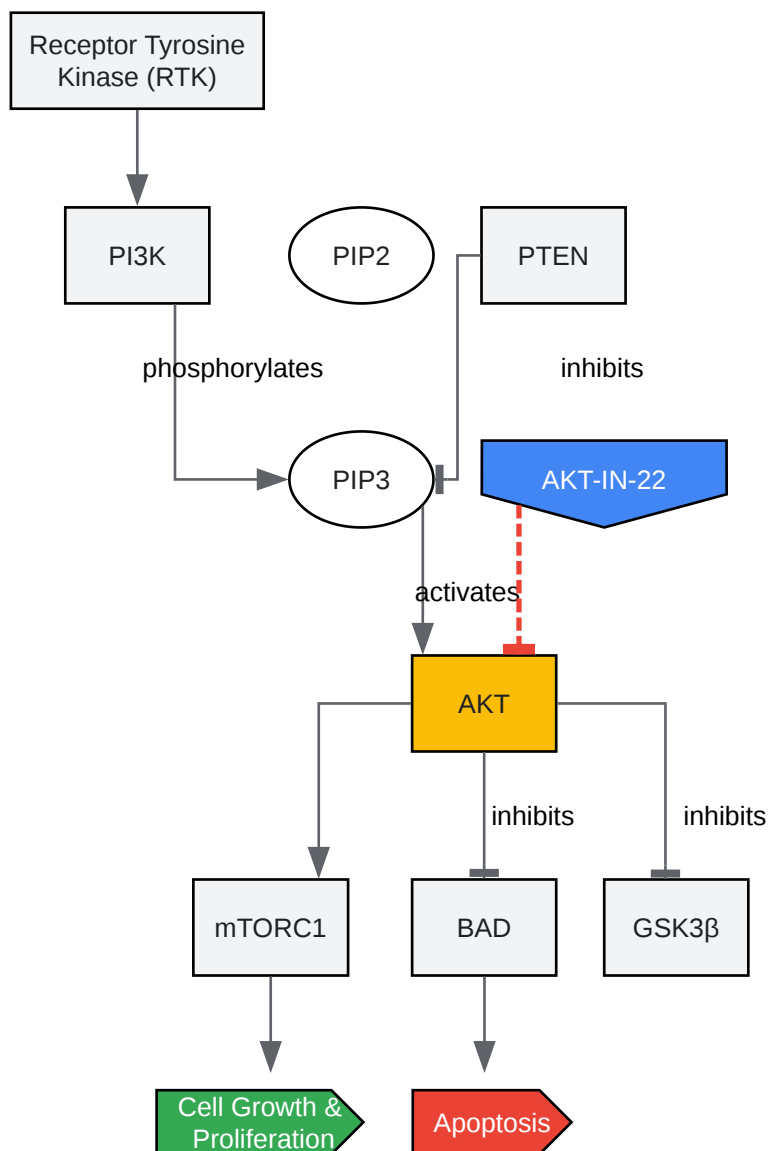 Receptor Tyrosine
Kinase (RTK)
PI3K
PIP2
PTEN
phosphorylates
inhibits
PIP3
AKT-IN-22
activates
AKT
inhibits
inhibits
mTORC1
BAD
GSK3β
Cell Growth &
Proliferation
Apoptosis